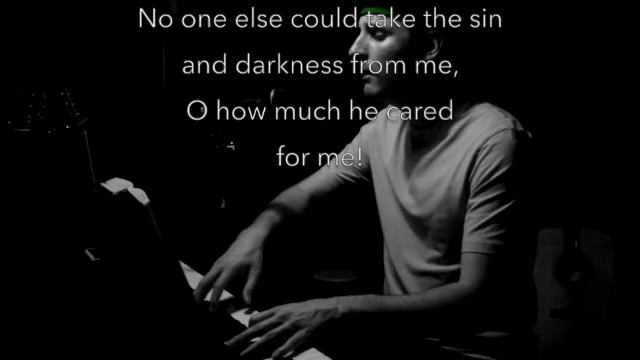 No one else could take the sin
and darkness from me,
O how much he cared
for me!